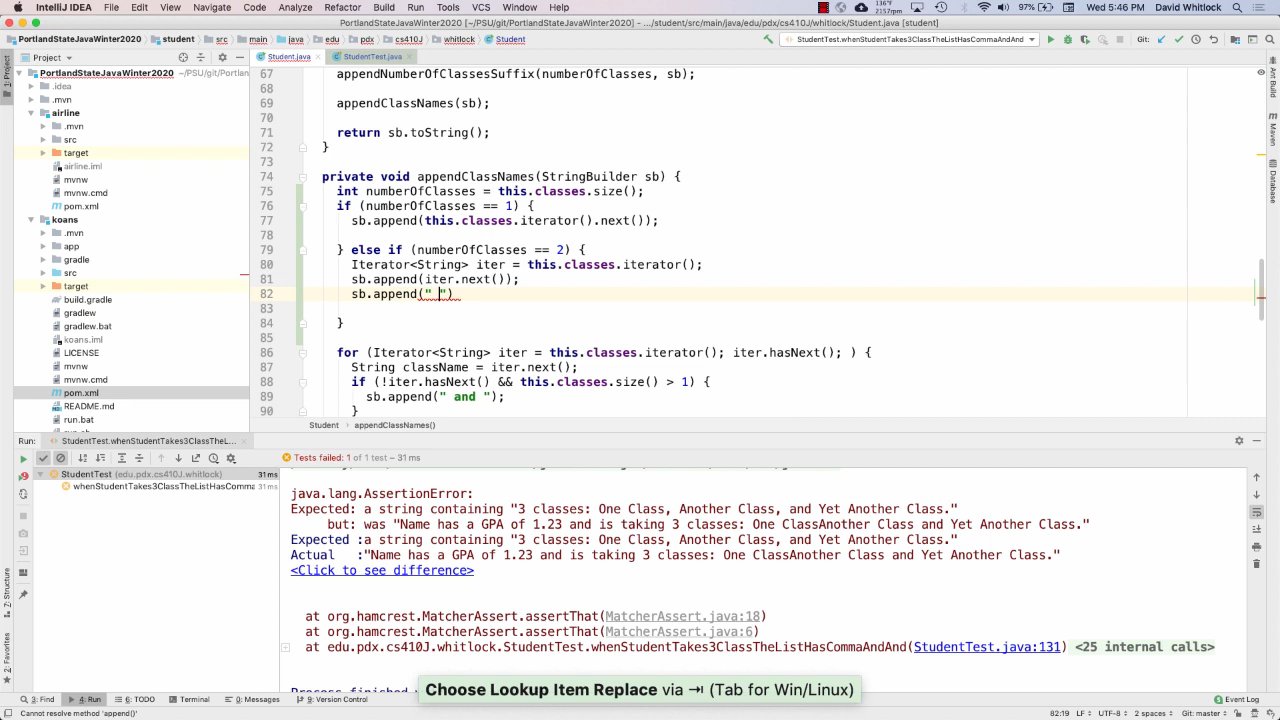 IntelliJ IDEA File Edit View Navigate Code Analyze Refactor Build Run Tools VCS Window Help
97% Wed 5:46 PM David Whitlock
PortlandStateJavaWinter2020 [~/PSU/git/PortlandStateJavaWinter2020] - .../student/src/main/java/edu/pdx/cs410J/whitlock/Student.java [student]
PortlandStateJavaWinter2020 student src main java edu pdx cs410J whitlock Student
StudentTest.whenStudentTakes3ClassTheListHasCommaAndAnd
Git:
Project
Student.java
StudentTest.java
1: Project
PortlandStateJavaWinter2020 ~/PSU/git/Portlan
.idea
.mvn
airline
.mvn
src
target
airline.iml
mvnw
mvnw.cmd
pom.xml
koans
.mvn
app
gradle
src
target
build.gradle
gradlew
gradlew.bat
koans.iml
LICENSE
mvnw
mvnw.cmd
pom.xml
README.md
run.bat
67 appendNumberOfClassesSuffix(numberOfClasses, sb);
68
69 appendClassNames(sb);
70
71 return sb.toString();
72 }
73
74 private void appendClassNames(StringBuilder sb) {
75 int numberOfClasses = this.classes.size();
76 if (numberOfClasses == 1) {
77 sb.append(this.classes.iterator().next());
78
79 } else if (numberOfClasses == 2) {
80 Iterator<String> iter = this.classes.iterator();
81 sb.append(iter.next());
82 sb.append(" ")
83
84 }
85
86 for (Iterator<String> iter = this.classes.iterator(); iter.hasNext(); ) {
87 String className = iter.next();
88 if (!iter.hasNext() && this.classes.size() > 1) {
89 sb.append(" and ");
90 }
Student appendClassNames()
Ant Build
Maven
Database
Run: StudentTest.whenStudentTakes3ClassTheL...
Tests failed: 1 of 1 test – 31 ms
StudentTest (edu.pdx.cs410J.whitlock) 31 ms
whenStudentTakes3ClassTheListHasComma 31 ms
java.lang.AssertionError:
Expected: a string containing "3 classes: One Class, Another Class, and Yet Another Class."
but: was "Name has a GPA of 1.23 and is taking 3 classes: One ClassAnother Class and Yet Another Class."
Expected :a string containing "3 classes: One Class, Another Class, and Yet Another Class."
Actual :"Name has a GPA of 1.23 and is taking 3 classes: One ClassAnother Class and Yet Another Class."
<Click to see difference>
at org.hamcrest.MatcherAssert.assertThat(MatcherAssert.java:18)
at org.hamcrest.MatcherAssert.assertThat(MatcherAssert.java:6)
at edu.pdx.cs410J.whitlock.StudentTest.whenStudentTakes3ClassTheListHasCommaAndAnd(StudentTest.java:131) <25 internal calls>
7: Structure
2: Favorites
Choose Lookup Item Replace via ⇥ (Tab for Win/Linux)
3: Find 4: Run 6: TODO Terminal 0: Messages 9: Version Control Event Log
Cannot resolve method 'append()' 82:19 LF UTF-8 2 spaces Git: master